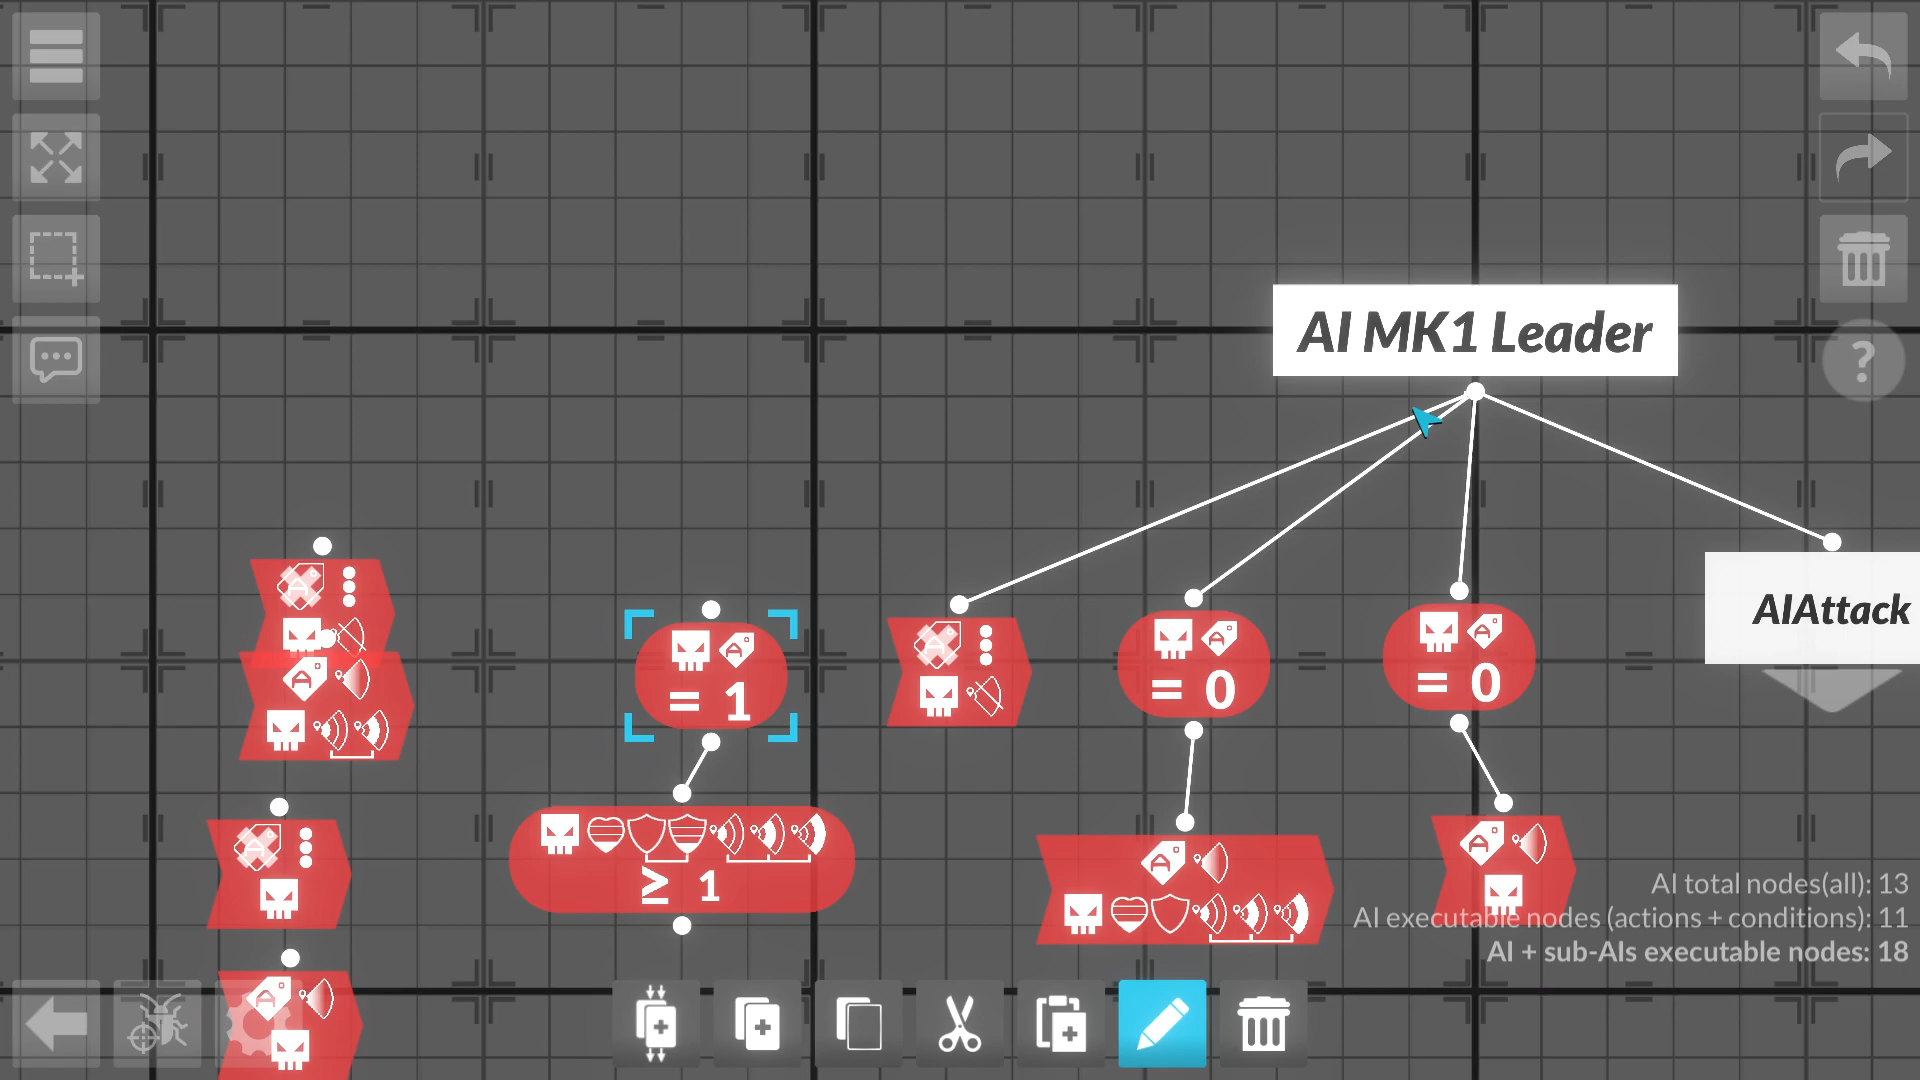 AI MK1 Leader
AIAttack
= 1
= 0
= 0
≥ 1
A
A
A
A
A
A
A
A
A
A
AI total nodes(all): 13
AI executable nodes (actions + conditions): 11
AI + sub-AIs executable nodes: 18
?